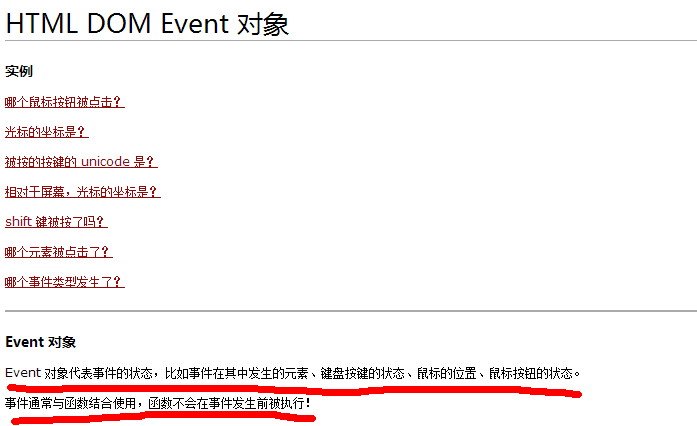 HTML DOM Event 对象
实例
哪个鼠标按钮被点击？
光标的坐标是？
被按的按键的 unicode 是？
相对于屏幕，光标的坐标是？
shift 键被按了吗？
哪个元素被点击了？
哪个事件类型发生了？
Event 对象
Event 对象代表事件的状态，比如事件在其中发生的元素、键盘按键的状态、鼠标的位置、鼠标按钮的状态。
事件通常与函数结合使用，函数不会在事件发生前被执行！